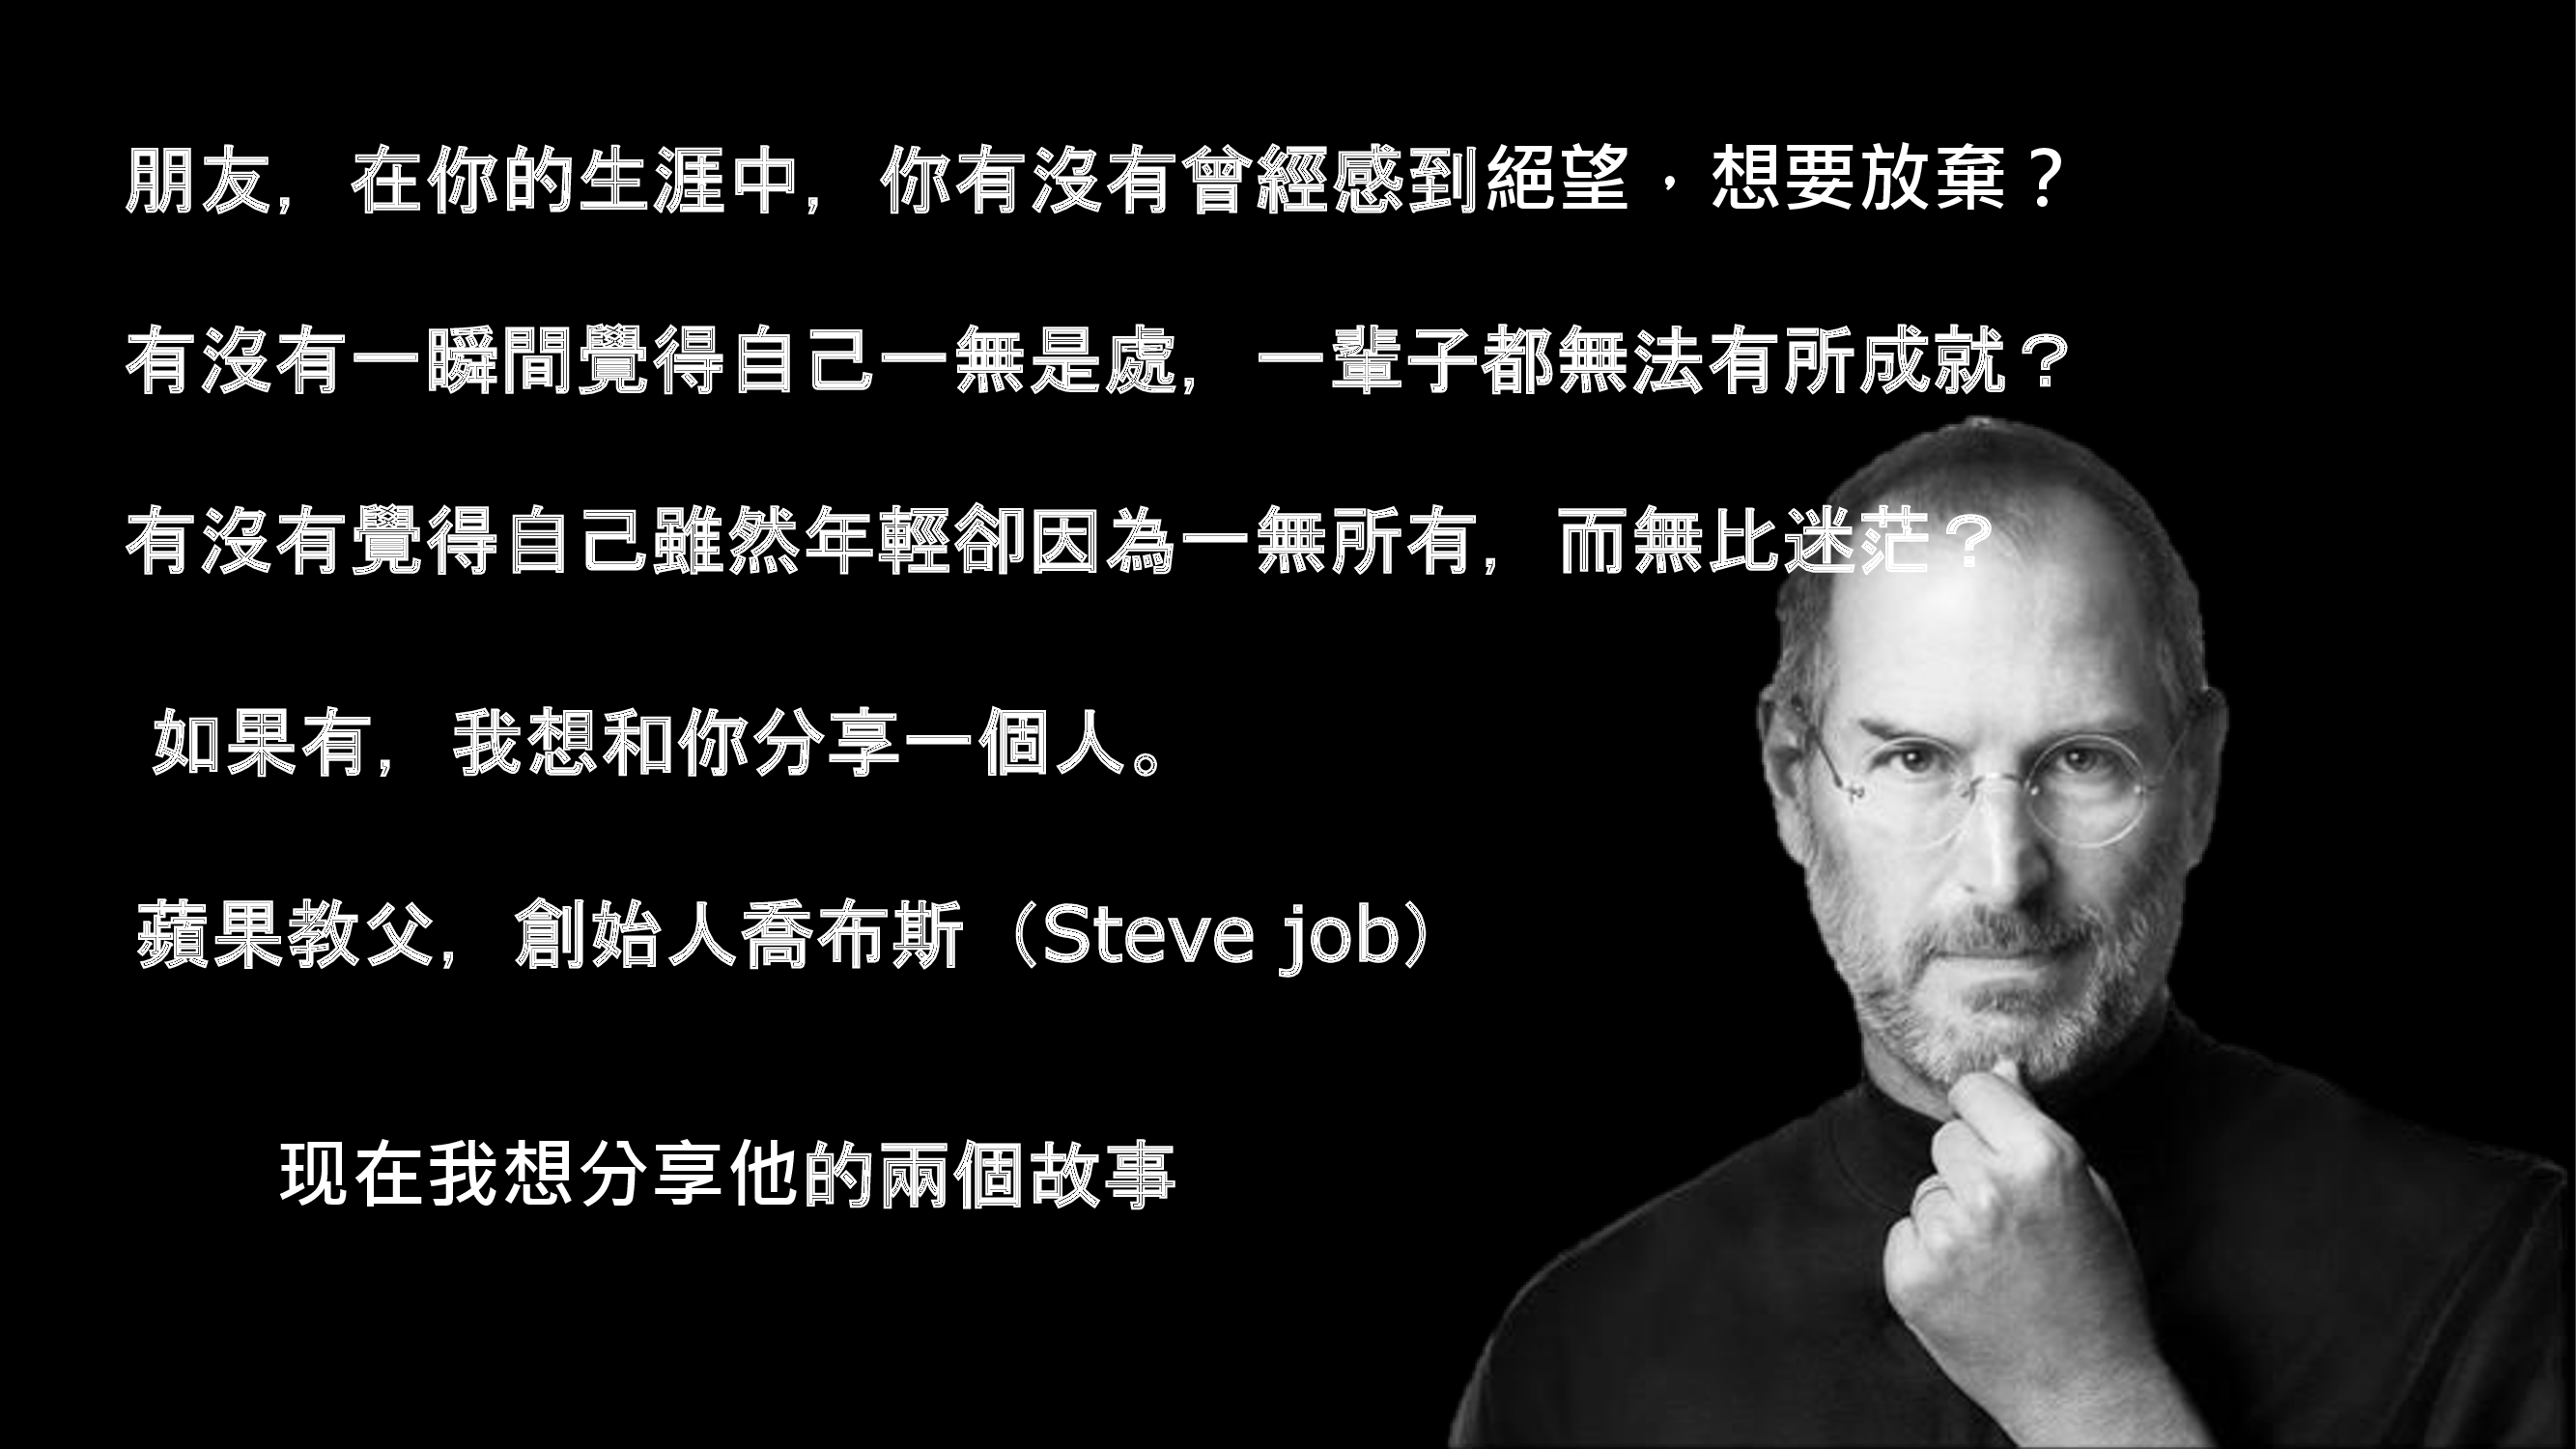 朋友，在你的生涯中，你有沒有曾經感到絕望，想要放棄？
有沒有一瞬間覺得自己一無是處，一輩子都無法有所成就？
有沒有覺得自己雖然年輕卻因為一無所有，而無比迷茫？
如果有，我想和你分享一個人。
蘋果教父，創始人喬布斯（Steve job）
现在我想分享他的兩個故事